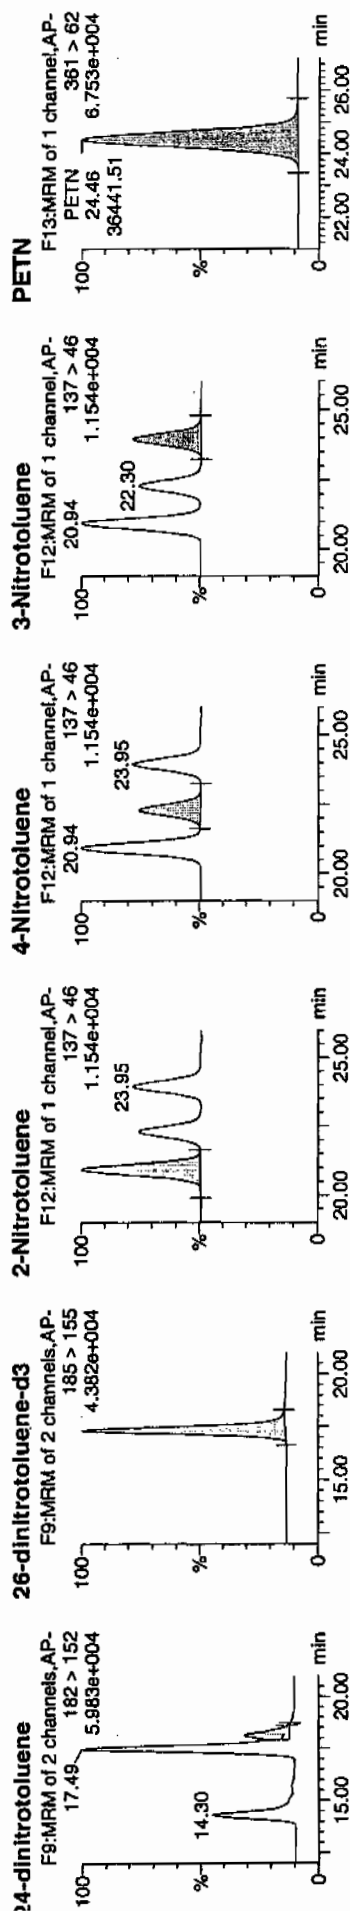 24-dinitrotoluene
F9:MRM of 2 channels,AP-
182 > 152
5.983e+004
17.49
14.30
100
%
0
15.00 20.00 min
26-dinitrotoluene-d3
F9:MRM of 2 channels,AP-
185 > 155
4.382e+004
100
%
0
15.00 20.00 min
2-Nitrotoluene
F12:MRM of 1 channel,AP-
137 > 46
1.154e+004
23.95
100
%
0
20.00 25.00 min
4-Nitrotoluene
F12:MRM of 1 channel,AP-
137 > 46
1.154e+004
20.94
23.95
100
%
0
20.00 25.00 min
3-Nitrotoluene
F12:MRM of 1 channel,AP-
137 > 46
1.154e+004
20.94
22.30
100
%
0
20.00 25.00 min
PETN
F13:MRM of 1 channel,AP-
361 > 62
6.753e+004
PETN
24.46
36441.51
100
%
0
22.00 24.00 26.00 min